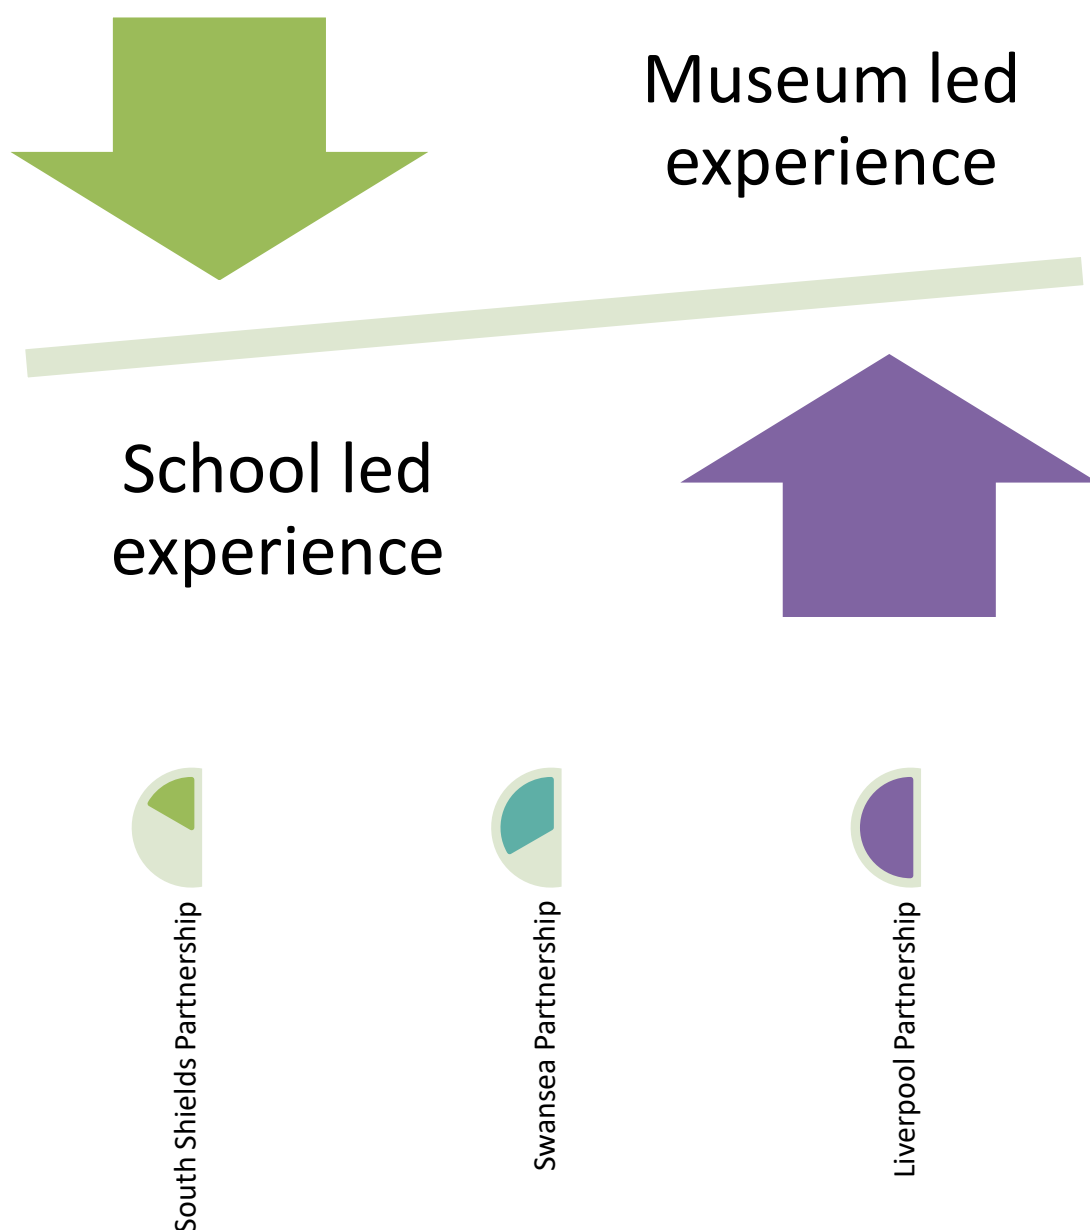 Museum led
experience
School led
experience
South Shields Partnership
Swansea Partnership
Liverpool Partnership